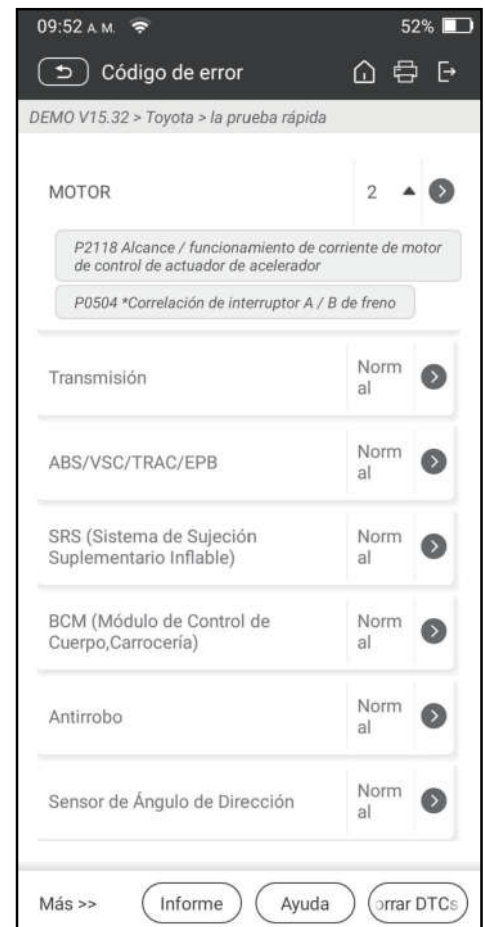 09:52 A. M. 52%
Código de error
DEMO V15.32 > Toyota > la prueba rápida
MOTOR 2
P2118 Alcance / funcionamiento de corriente de motor
de control de actuador de acelerador
P0504 *Correlación de interruptor A / B de freno
Transmisión Norm
al
ABS/VSC/TRAC/EPB Norm
al
SRS (Sistema de Sujeción Norm
Suplementario Inflable) al
BCM (Módulo de Control de Norm
Cuerpo,Carrocería) al
Antirrobo Norm
al
Sensor de Ángulo de Dirección Norm
al
Más >> Informe Ayuda orrar DTCs